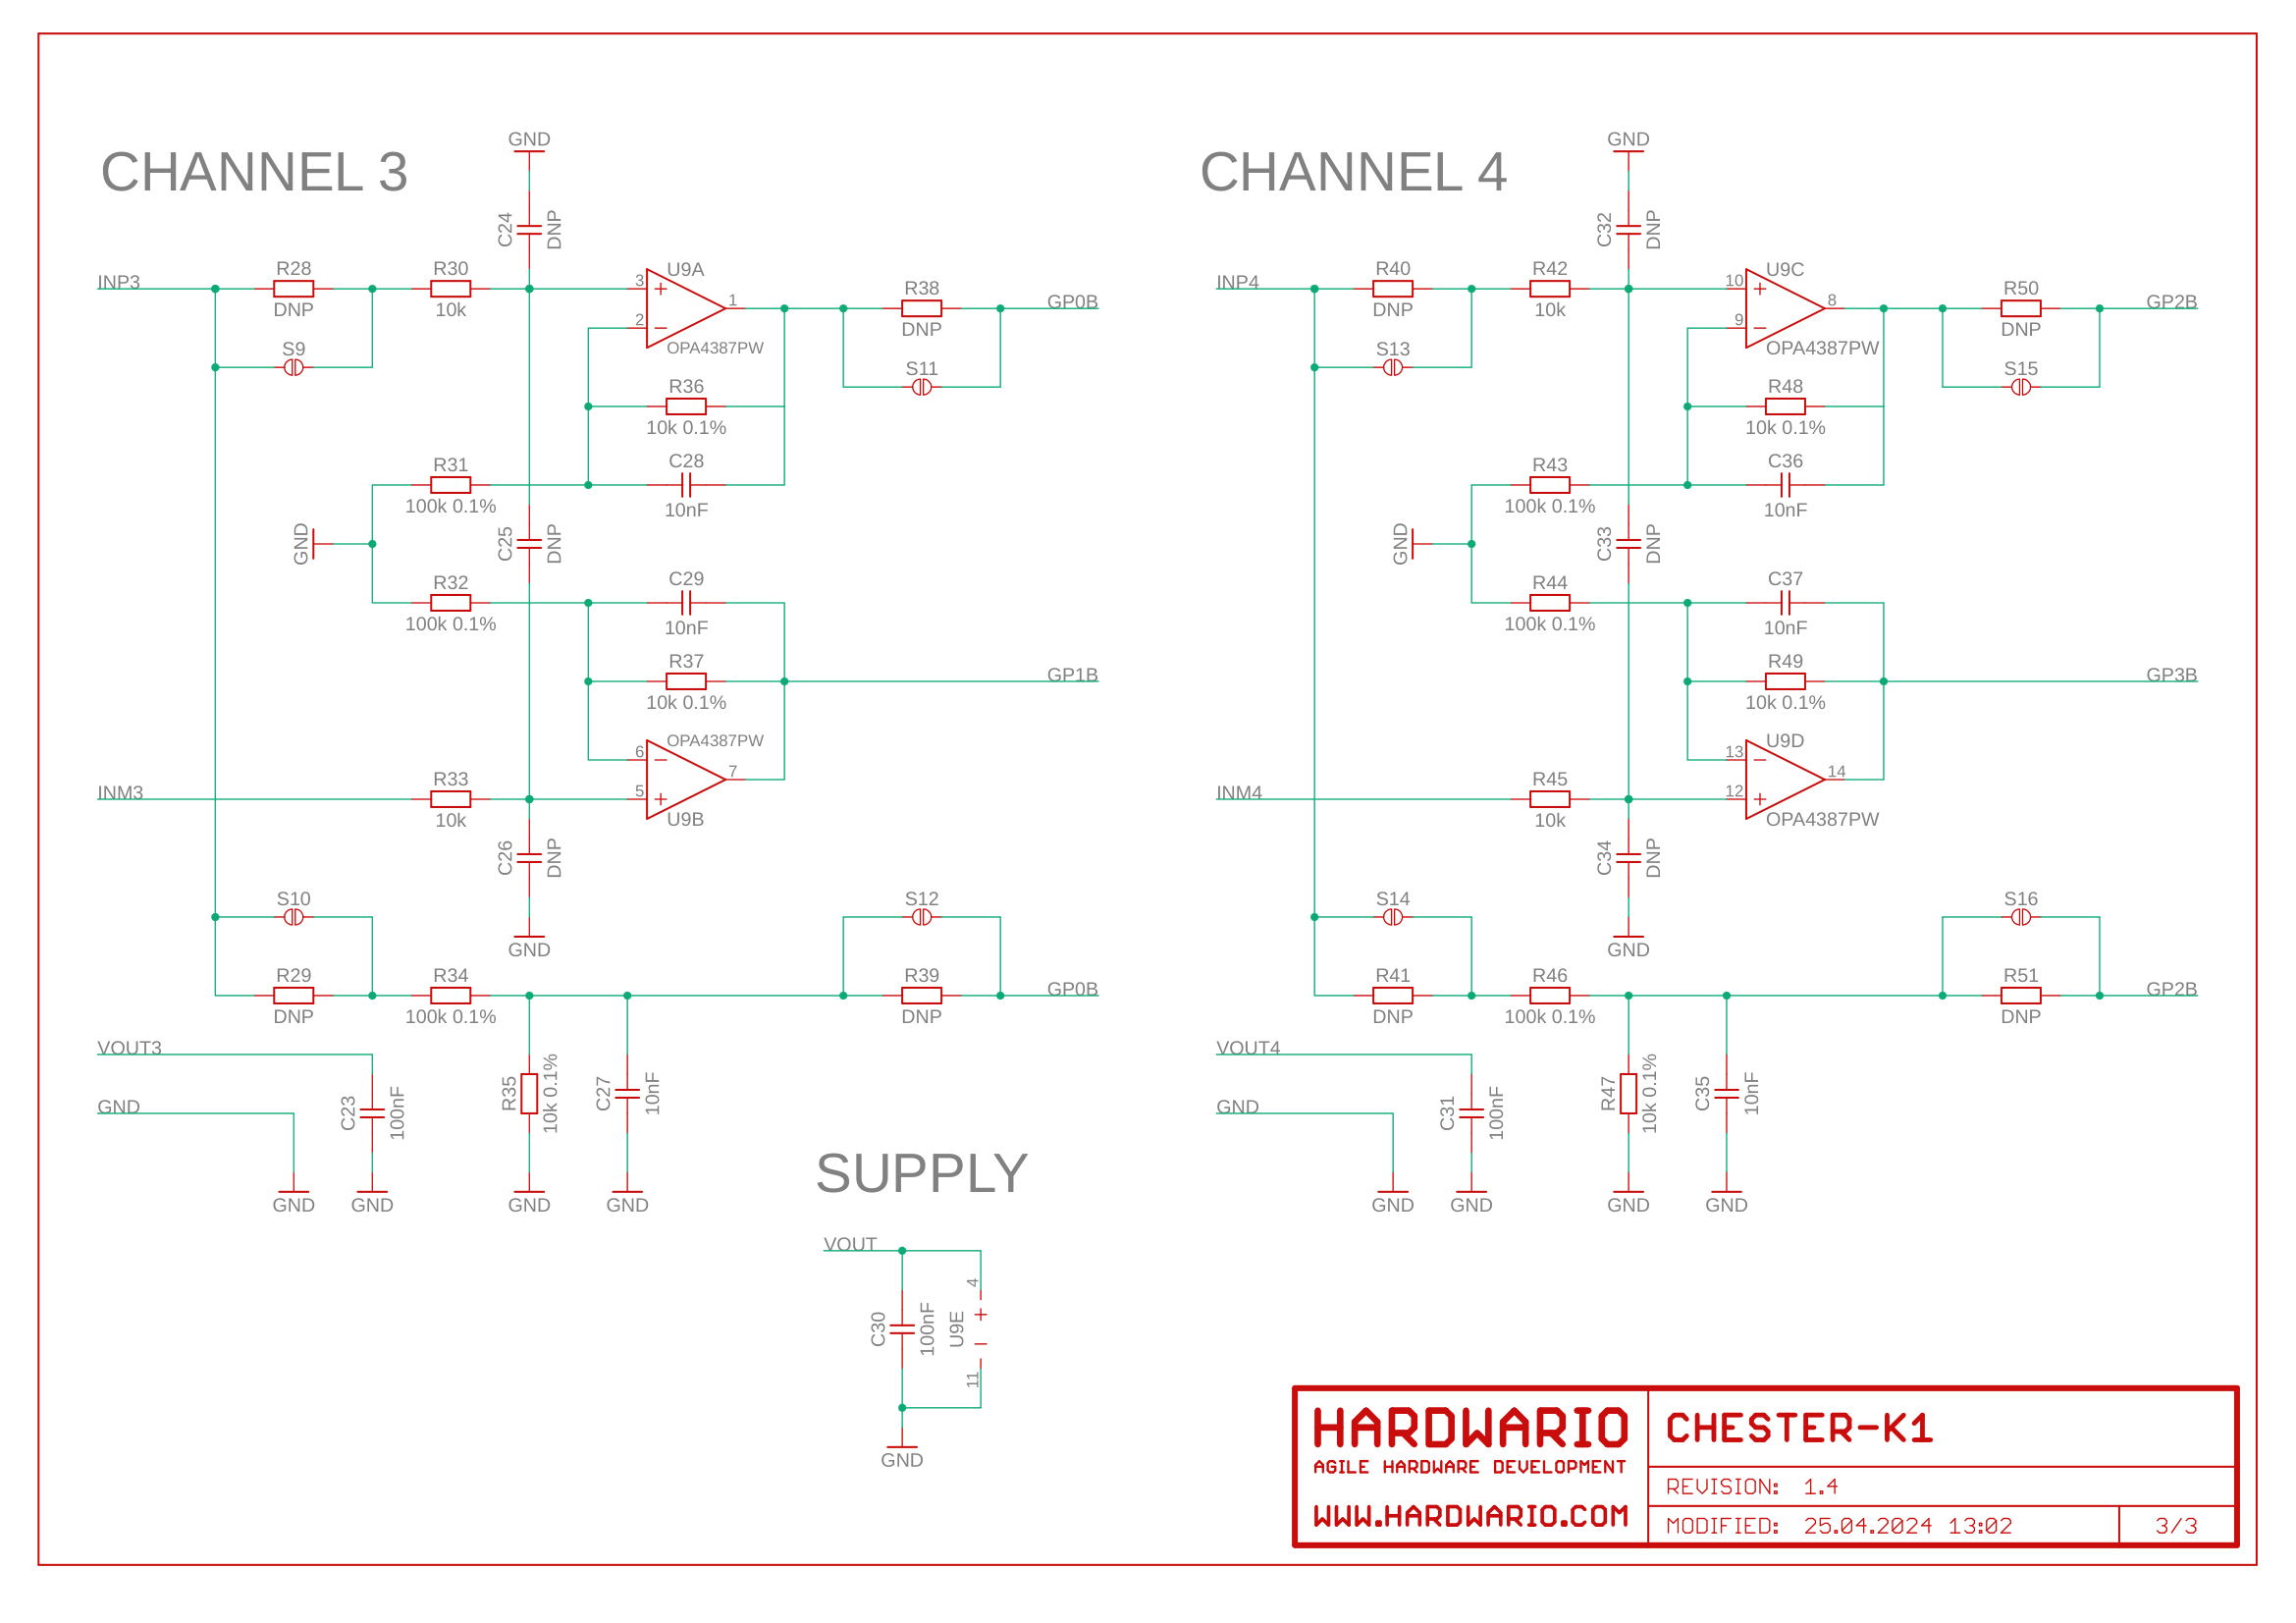 CHANNEL 3
GND
C24
DNP
INP3
R28
DNP
S9
R30
10k
3
2
U9A
1
OPA4387PW
R38
DNP
S11
GP0B
R36
10k 0.1%
C28
10nF
R31
100k 0.1%
GND
C25
DNP
R32
100k 0.1%
C29
10nF
R37
10k 0.1%
GP1B
OPA4387PW
6
5
7
U9B
INM3
R33
10k
C26
DNP
GND
S10
R29
DNP
R34
100k 0.1%
S12
R39
DNP
GP0B
VOUT3
GND
C23
100nF
R35
10k 0.1%
C27
10nF
GND
GND
GND
GND
SUPPLY
VOUT
C30
100nF
U9E
4
11
GND
CHANNEL 4
GND
C32
DNP
INP4
R40
DNP
S13
R42
10k
10
9
U9C
8
OPA4387PW
R50
DNP
S15
GP2B
R48
10k 0.1%
C36
10nF
R43
100k 0.1%
GND
C33
DNP
R44
100k 0.1%
C37
10nF
R49
10k 0.1%
GP3B
U9D
13
12
14
OPA4387PW
INM4
R45
10k
C34
DNP
GND
S14
R41
DNP
R46
100k 0.1%
S16
R51
DNP
GP2B
VOUT4
GND
C31
100nF
R47
10k 0.1%
C35
10nF
GND
GND
GND
GND
HARDWARIO
AGILE HARDWARE DEVELOPMENT
WWW.HARDWARIO.COM
CHESTER-K1
REVISION: 1.4
MODIFIED: 25.04.2024 13:02
3/3